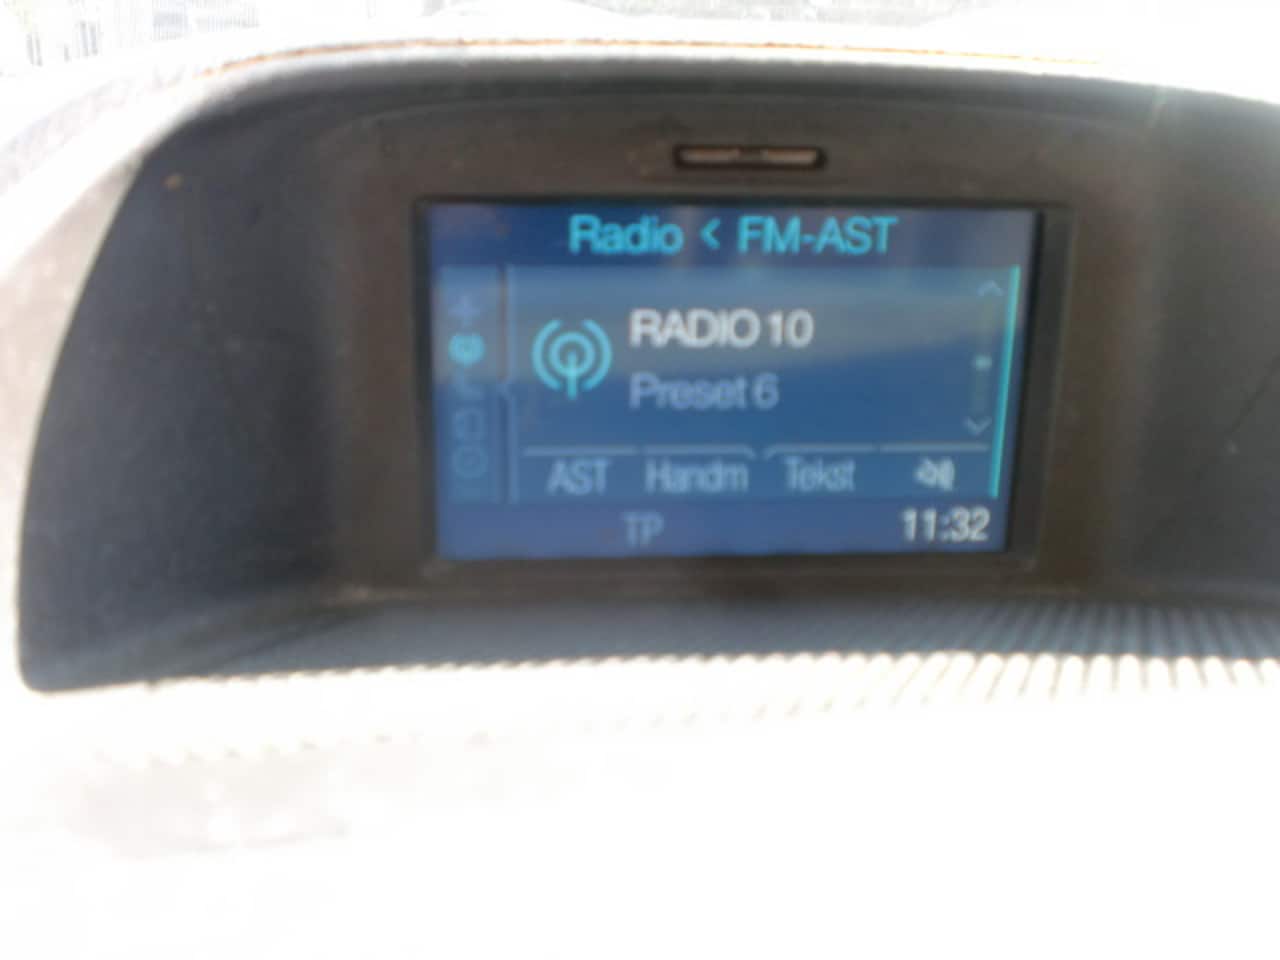 Radio < FM-AST
RADIO 10
Preset 6
AST Handm Tekst
TP 11:32